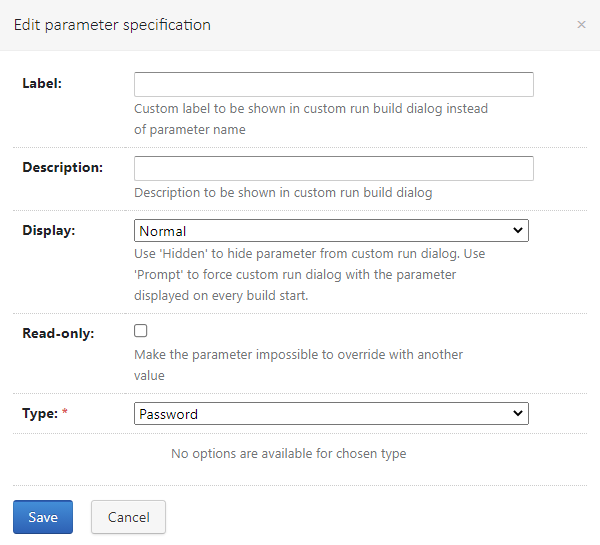 Edit parameter specification ×
Label:
Custom label to be shown in custom run build dialog instead
of parameter name
Description:
Description to be shown in custom run build dialog
Display: Normal
Use 'Hidden' to hide parameter from custom run dialog. Use
'Prompt' to force custom run dialog with the parameter
displayed on every build start.
Read-only:
Make the parameter impossible to override with another
value
Type: * Password
No options are available for chosen type
Save Cancel